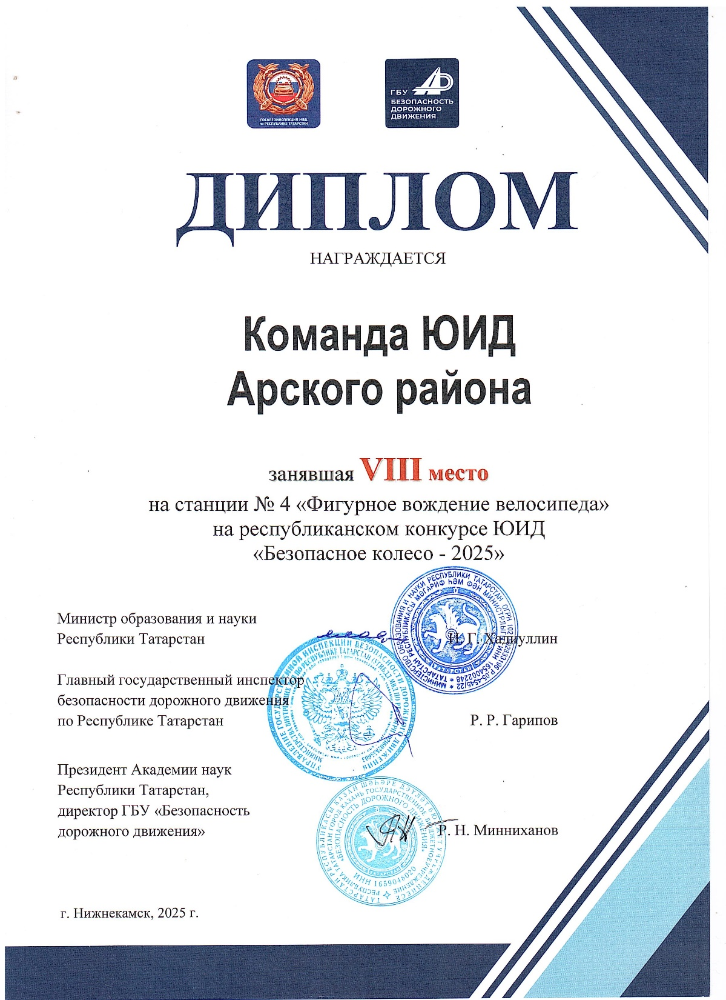 ГОСАВТОИНСПЕКЦИЯ МВД
по РЕСПУБЛИКЕ ТАТАРСТАН
ГБУ
БЕЗОПАСНОСТЬ
ДОРОЖНОГО
ДВИЖЕНИЯ
ДИПЛОМ
НАГРАЖДАЕТСЯ
Команда ЮИД
Арского района
занявшая VIII место
на станции № 4 «Фигурное вождение велосипеда»
на республиканском конкурсе ЮИД
«Безопасное колесо - 2025»
Министр образования и науки
Республики Татарстан
И. Г. Хадиуллин
Главный государственный инспектор
безопасности дорожного движения
по Республике Татарстан
Р. Р. Гарипов
Президент Академии наук
Республики Татарстан,
директор ГБУ «Безопасность
дорожного движения»
Р. Н. Минниханов
ИНН 1659048020
г. Нижнекамск, 2025 г.